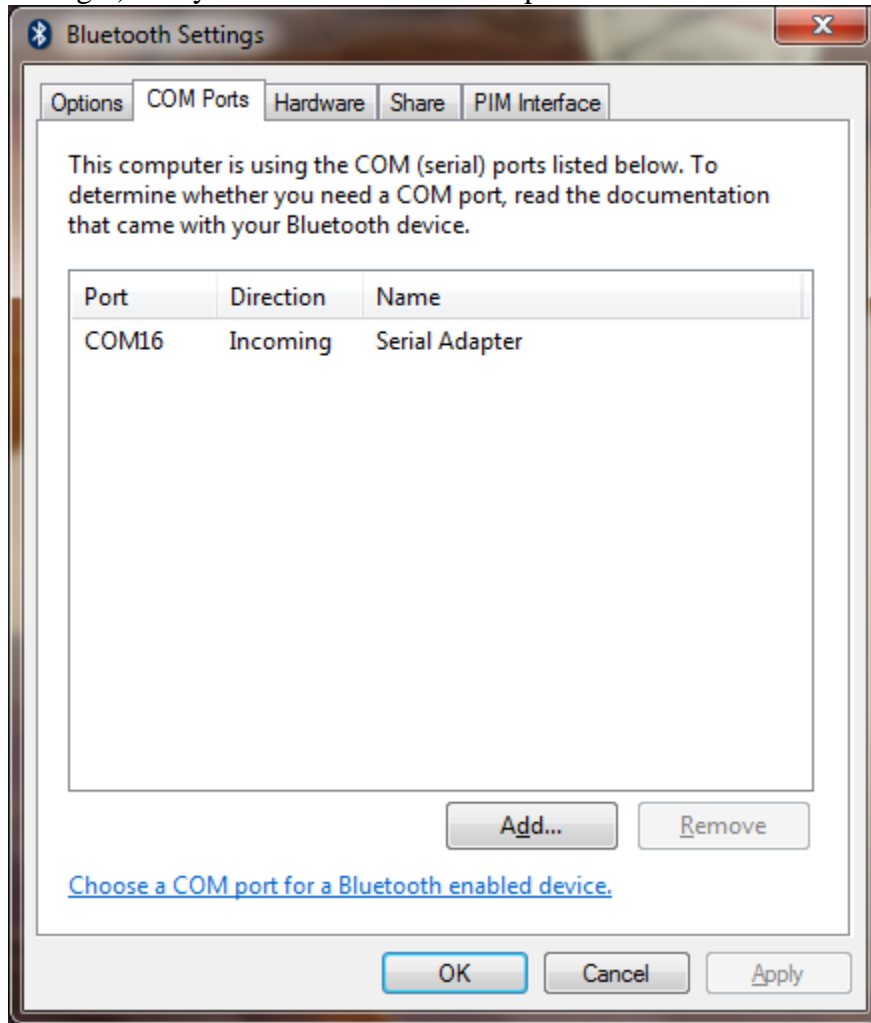 Bluetooth Settings
Options COM Ports Hardware Share PIM Interface
This computer is using the COM (serial) ports listed below. To
determine whether you need a COM port, read the documentation
that came with your Bluetooth device.
Port Direction Name
COM16 Incoming Serial Adapter
Add... Remove
Choose a COM port for a Bluetooth enabled device.
OK Cancel Apply